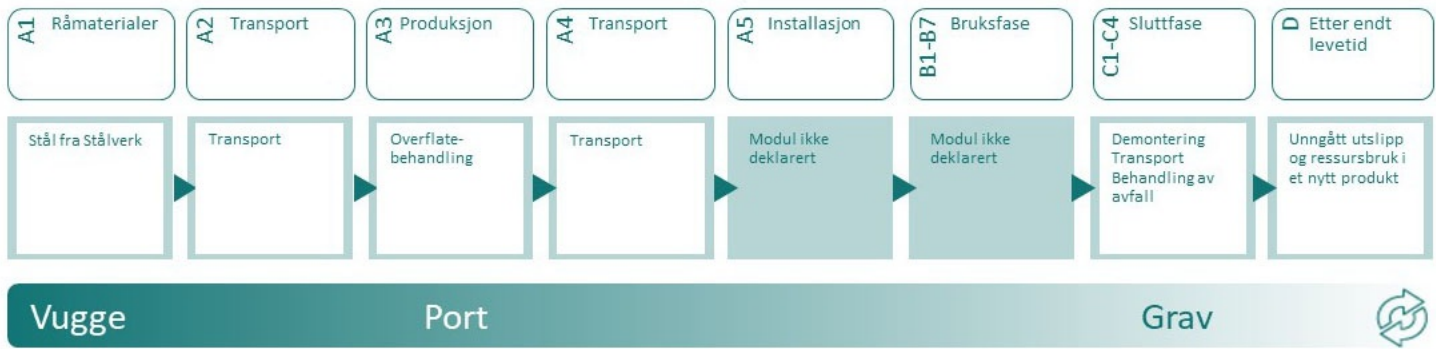 A1 Råmaterialer
A2 Transport
A3 Produksjon
A4 Transport
A5 Installasjon
B1-B7 Bruksfase
C1-C4 Sluttfase
D Etter endt
levetid
Stål fra Stålverk
Transport
Overflate-
behandling
Transport
Modul ikke
deklarert
Modul ikke
deklarert
Demontering
Transport
Behandling av
avfall
Unngått utslipp
og ressursbruk i
et nytt produkt
Vugge
Port
Grav